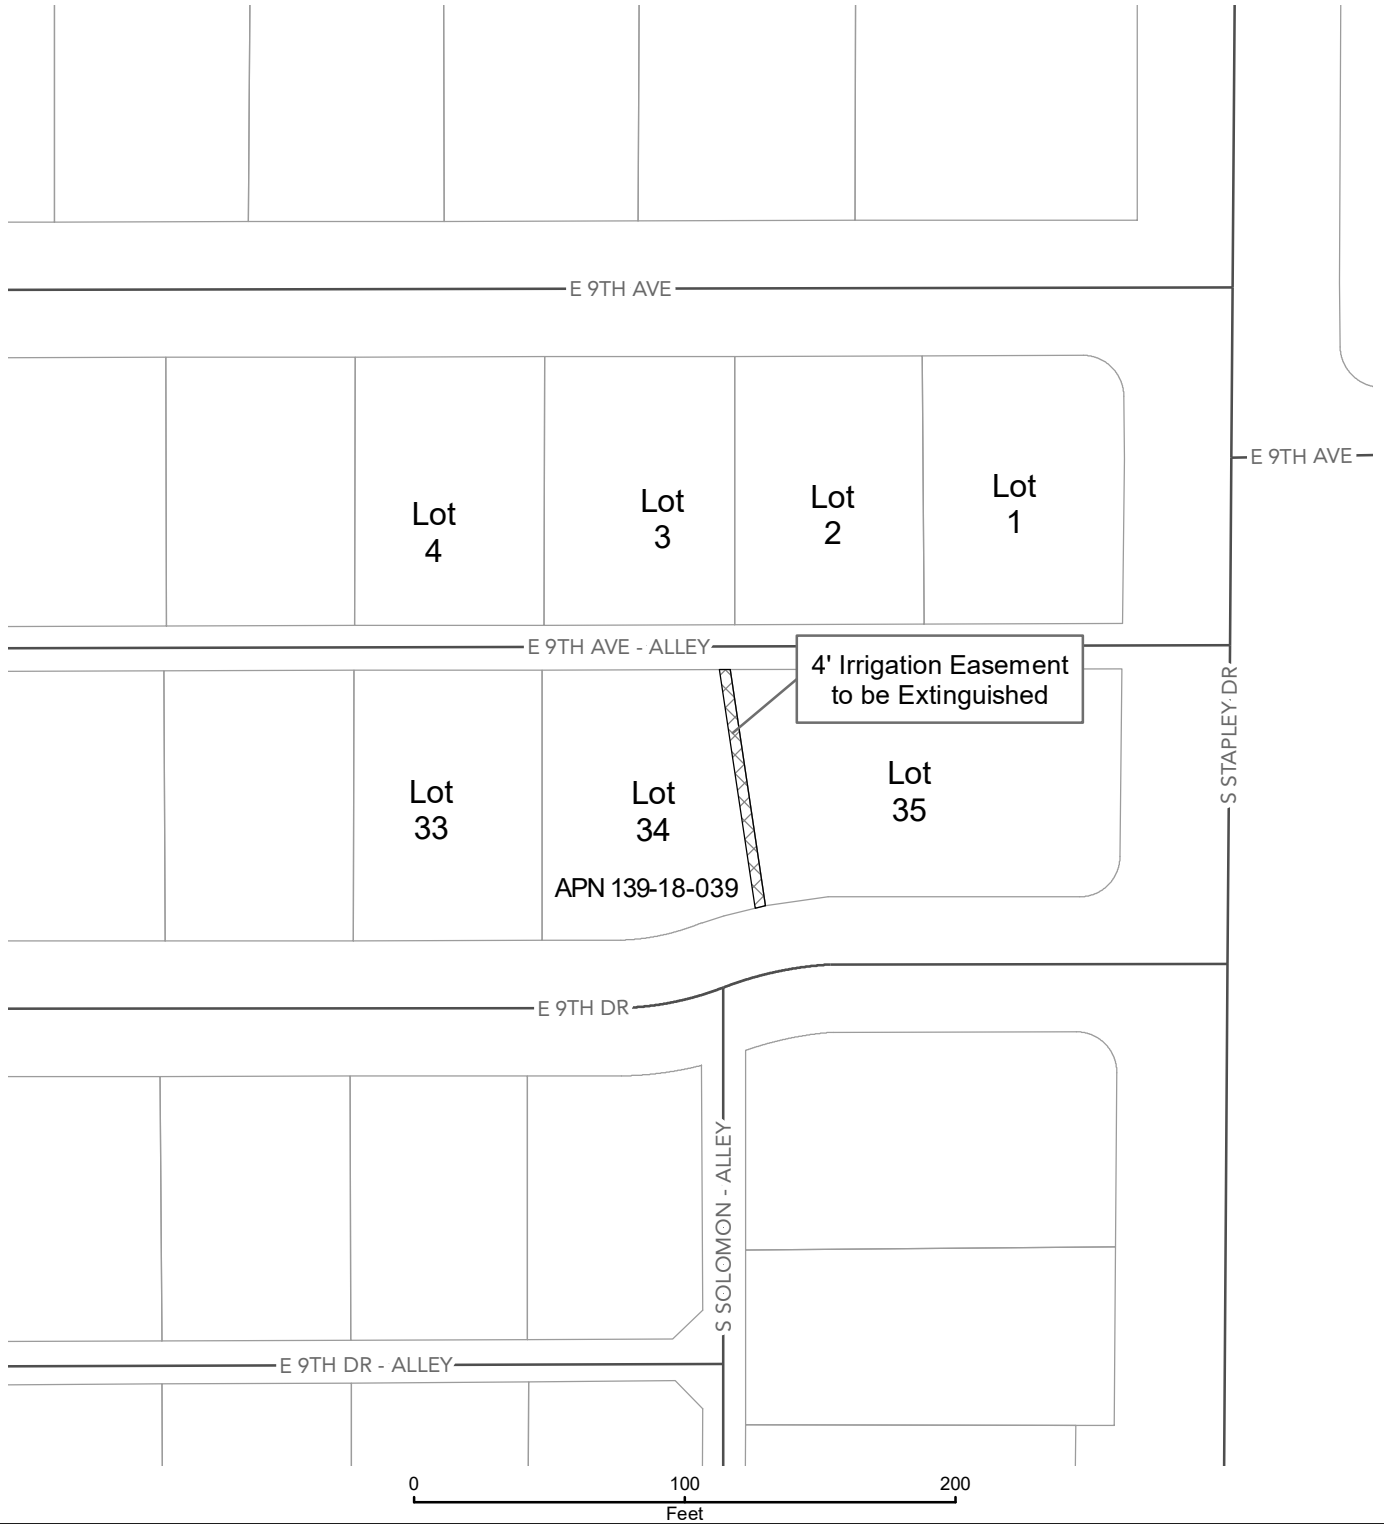 E 9TH AVE
E 9TH AVE
Lot
4
Lot
3
Lot
2
Lot
1
E 9TH AVE - ALLEY
4' Irrigation Easement
to be Extinguished
S STAPLEY DR
Lot
33
Lot
34
APN 139-18-039
Lot
35
E 9TH DR
S SOLOMON - ALLEY
E 9TH DR - ALLEY
0 100 200
Feet